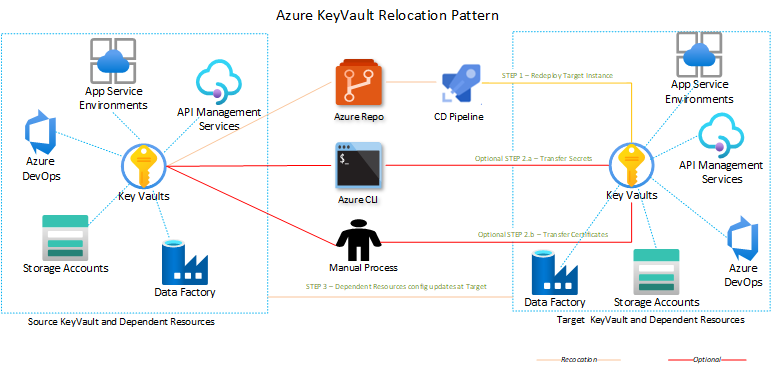 Azure KeyVault Relocation Pattern
App Service
Environments
API Management
Services
Azure
DevOps
Key Vaults
Storage Accounts
Data Factory
Source KeyVault and Dependent Resources
Azure Repo
CD Pipeline
$_
Azure CLI
Manual Process
STEP 1 – Redeploy Target Instance
Optional STEP 2.a – Transfer Secrets
Optional STEP 2.b – Transfer Certificates
STEP 3 – Dependent Resources config updates at Target
App Service
Environments
API Management
Services
Key Vaults
Azure
DevOps
Data Factory
Storage Accounts
Target KeyVault and Dependent Resources
Recocation
Optional